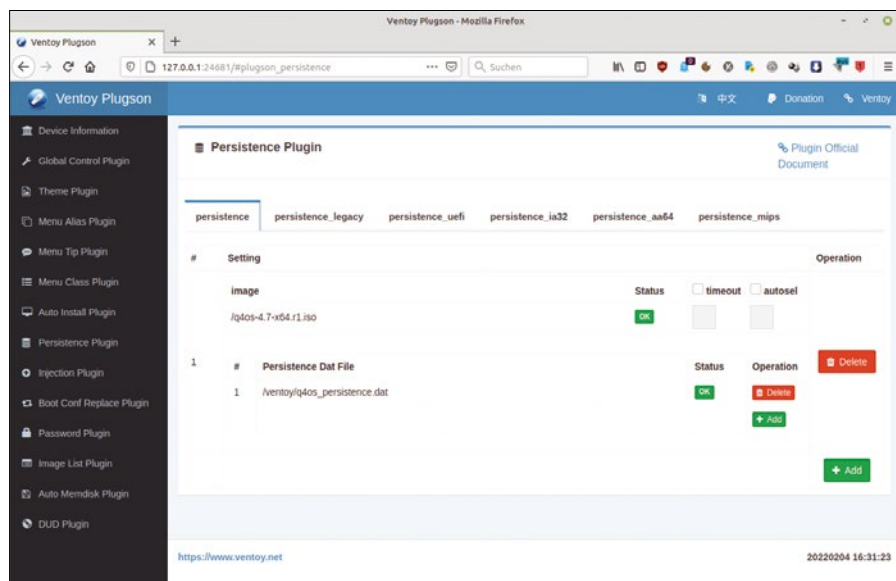 Ventoy Plugson - Mozilla Firefox
Ventoy Plugson
127.0.0.1:24681/#plugson_persistence
Suchen
Ventoy Plugson
中文
Donation
Ventoy
Device Information
Global Control Plugin
Theme Plugin
Menu Alias Plugin
Menu Tip Plugin
Menu Class Plugin
Auto Install Plugin
Persistence Plugin
Injection Plugin
Boot Conf Replace Plugin
Password Plugin
Image List Plugin
Auto Memdisk Plugin
DUD Plugin
Persistence Plugin
Plugin Official
Document
persistence persistence_legacy persistence_uefi persistence_ia32 persistence_aa64 persistence_mips
# Setting Operation
image Status timeout autosel
/q4os-4.7-x64.r1.iso OK
1 Delete
# Persistence Dat File Status Operation
1 /ventoy/q4os_persistence.dat OK Delete
Add
Add
https://www.ventoy.net 20220204 16:31:23